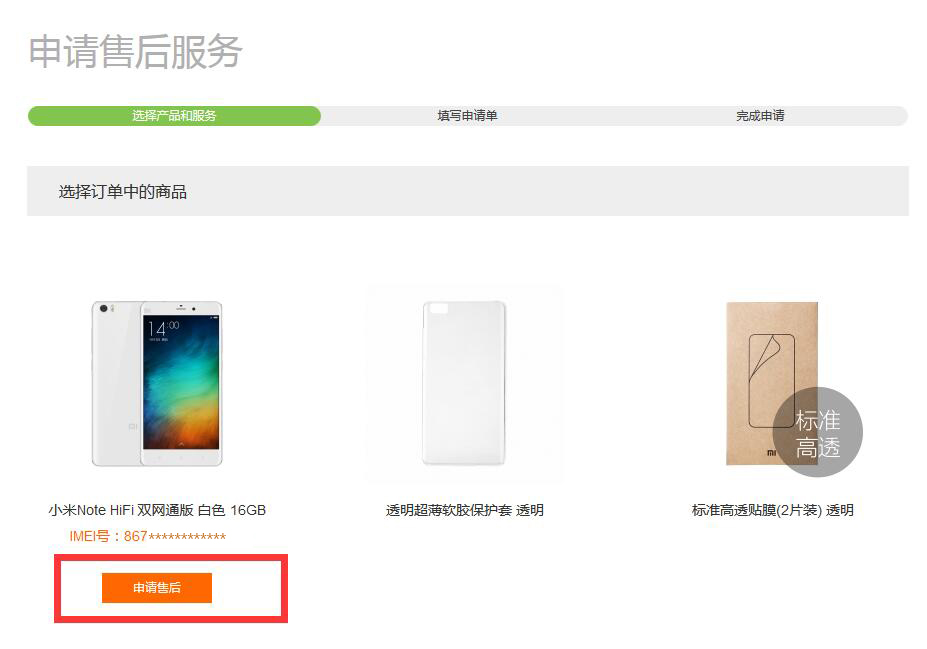 申请售后服务
选择产品和服务
填写申请单
完成申请
选择订单中的商品
14:00
标准
高透
小米Note HiFi 双网通版 白色 16GB
透明超薄软胶保护套 透明
标准高透贴膜(2片装) 透明
IMEI号：867************
申请售后